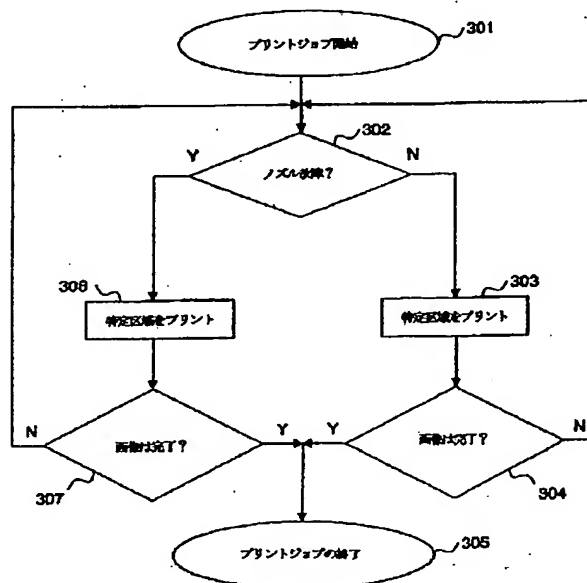 プリントジョブ開始
301
302
Y
ノズル故障?
N
306
特定区域をプリント
303
特定区域をプリント
N
画像は完了?
Y
Y
画像は完了?
N
307
304
プリントジョブの終了
305